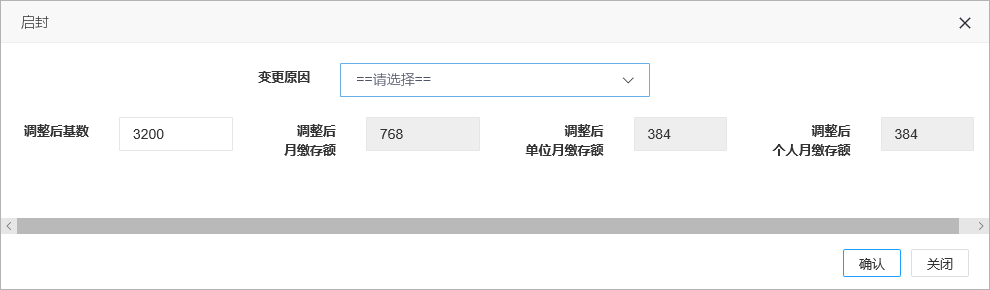 启封
变更原因 ==请选择==
调整后基数 3200 调整后 768 调整后 384 调整后 384
月缴存额 单位月缴存额 个人月缴存额
确认 关闭